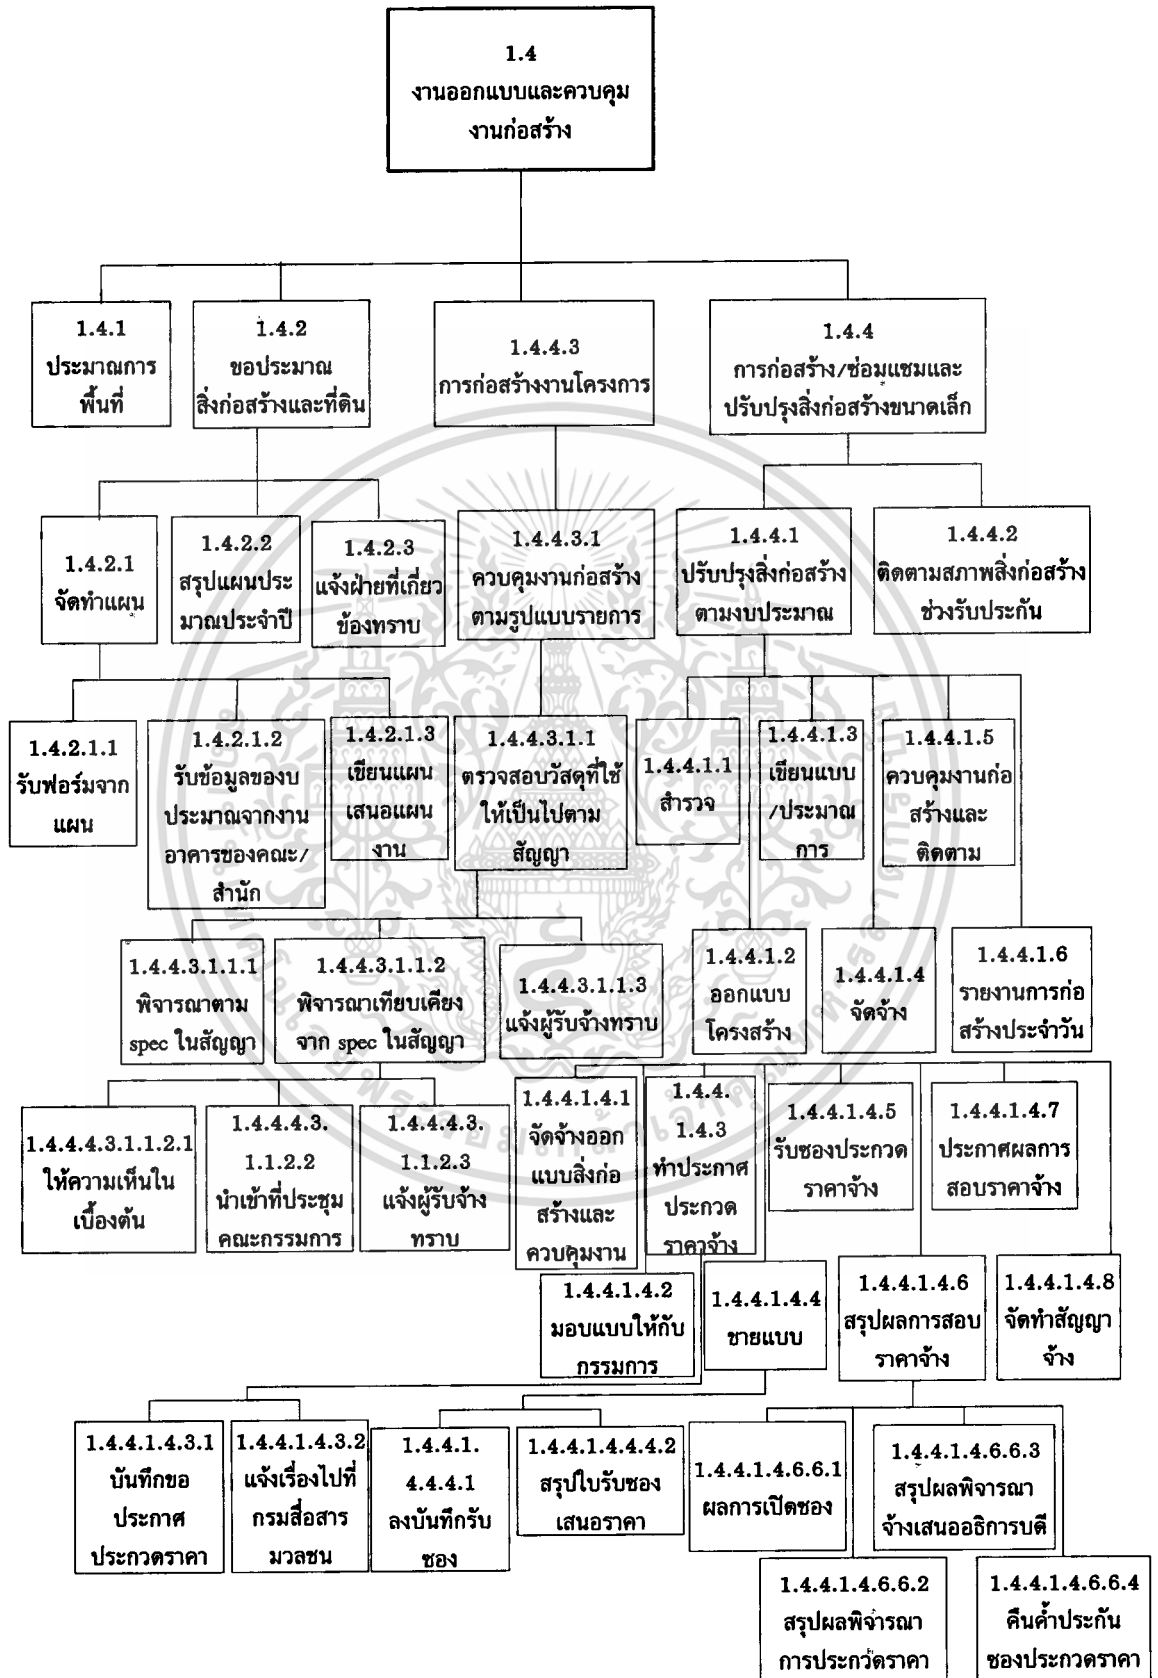 1.4
งานออกแบบและควบคุม
งานก่อสร้าง
1.4.1
ประมาณการ
พื้นที่
1.4.2
ขอประมาณ
สิ่งก่อสร้างและที่ดิน
1.4.4.3
การก่อสร้างงานโครงการ
1.4.4
การก่อสร้าง/ซ่อมแซมและ
ปรับปรุงสิ่งก่อสร้างขนาดเล็ก
1.4.2.1
จัดทำแผน
1.4.2.2
สรุปแผนประ
มาณประจำปี
1.4.2.3
แจ้งฝ่ายที่เกี่ยว
ข้องทราบ
1.4.4.3.1
ควบคุมงานก่อสร้าง
ตามรูปแบบรายการ
1.4.4.1
ปรับปรุงสิ่งก่อสร้าง
ตามงบประมาณ
1.4.4.2
ติดตามสภาพสิ่งก่อสร้าง
ช่วงรับประกัน
1.4.2.1.1
รับฟอร์มจาก
แผน
1.4.2.1.2
รับข้อมูลของบ
ประมาณจากงาน
อาคารของคณะ/
สำนัก
1.4.2.1.3
เขียนแผน
เสนอแผน
งาน
1.4.4.3.1.1
ตรวจสอบวัสดุที่ใช้
ให้เป็นไปตาม
สัญญา
1.4.4.1.1
สำรวจ
1.4.4.1.3
เขียนแบบ
/ประมาณ
การ
1.4.4.1.5
ควบคุมงานก่อ
สร้างและ
ติดตาม
1.4.4.3.1.1.1
พิจารณาตาม
spec ในสัญญา
1.4.4.3.1.1.2
พิจารณาเทียบเคียง
จาก spec ในสัญญา
1.4.4.3.1.1.3
แจ้งผู้รับจ้างทราบ
1.4.4.1.2
ออกแบบ
โครงสร้าง
1.4.4.1.4
จัดจ้าง
1.4.4.1.6
รายงานการก่อ
สร้างประจำวัน
1.4.4.4.3.1.1.2.1
ให้ความเห็นใน
เบื้องต้น
1.4.4.4.3.
1.1.2.2
นำเข้าที่ประชุม
คณะกรรมการ
1.4.4.4.3.
1.1.2.3
แจ้งผู้รับจ้าง
ทราบ
1.4.4.1.4.1
จัดจ้างออก
แบบสิ่งก่อ
สร้างและ
ควบคุมงาน
1.4.4.
1.4.3
ทำประกาศ
ประกวด
ราคาจ้าง
1.4.4.1.4.5
รับซองประกวด
ราคาจ้าง
1.4.4.1.4.7
ประกาศผลการ
สอบราคาจ้าง
1.4.4.1.4.2
มอบแบบให้กับ
กรรมการ
1.4.4.1.4.4
ขายแบบ
1.4.4.1.4.6
สรุปผลการสอบ
ราคาจ้าง
1.4.4.1.4.8
จัดทำสัญญา
จ้าง
1.4.4.1.4.3.1
บันทึกขอ
ประกาศ
ประกวดราคา
1.4.4.1.4.3.2
แจ้งเรื่องไปที่
กรมสื่อสาร
มวลชน
1.4.4.1.
4.4.4.1
ลงบันทึกรับ
ซอง
1.4.4.1.4.4.4.2
สรุปใบรับซอง
เสนอราคา
1.4.4.1.4.6.6.1
ผลการเปิดซอง
1.4.4.1.4.6.6.3
สรุปผลพิจารณา
จ้างเสนออธิการบดี
1.4.4.1.4.6.6.2
สรุปผลพิจารณา
การประกวดราคา
1.4.4.1.4.6.6.4
คืนค้ำประกัน
ซองประกวดราคา